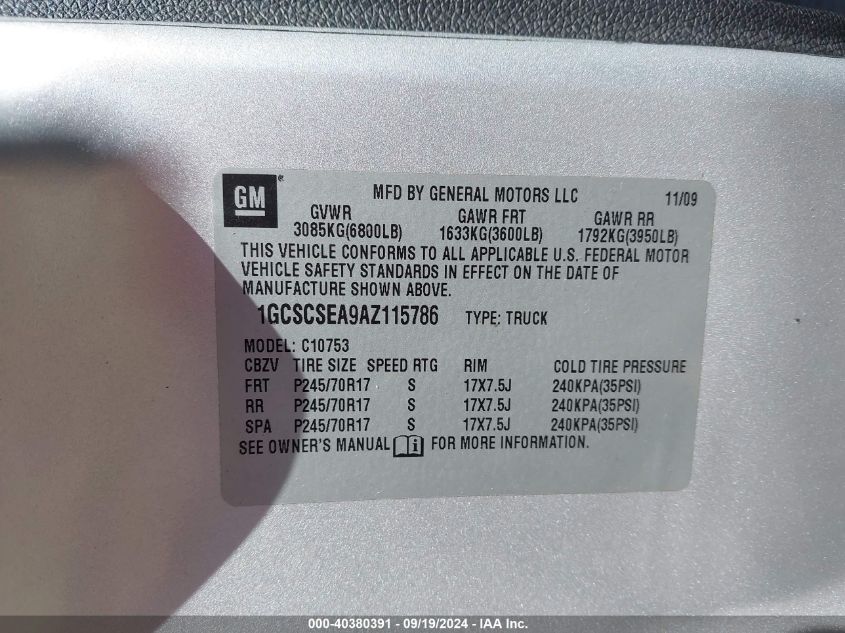 GM® MFD BY GENERAL MOTORS LLC 11/09
GVWR GAWR FRT GAWR RR
3085KG(6800LB) 1633KG(3600LB) 1792KG(3950LB)
THIS VEHICLE CONFORMS TO ALL APPLICABLE U.S. FEDERAL MOTOR
VEHICLE SAFETY STANDARDS IN EFFECT ON THE DATE OF
MANUFACTURE SHOWN ABOVE.
1GCSCSEA9AZ115786 TYPE: TRUCK
MODEL: C10753
CBZV TIRE SIZE SPEED RTG RIM COLD TIRE PRESSURE
FRT P245/70R17 S 17X7.5J 240KPA(35PSI)
RR P245/70R17 S 17X7.5J 240KPA(35PSI)
SPA P245/70R17 S 17X7.5J 240KPA(35PSI)
SEE OWNER'S MANUAL i FOR MORE INFORMATION.
000-40380391 - 09/19/2024 - IAA Inc.